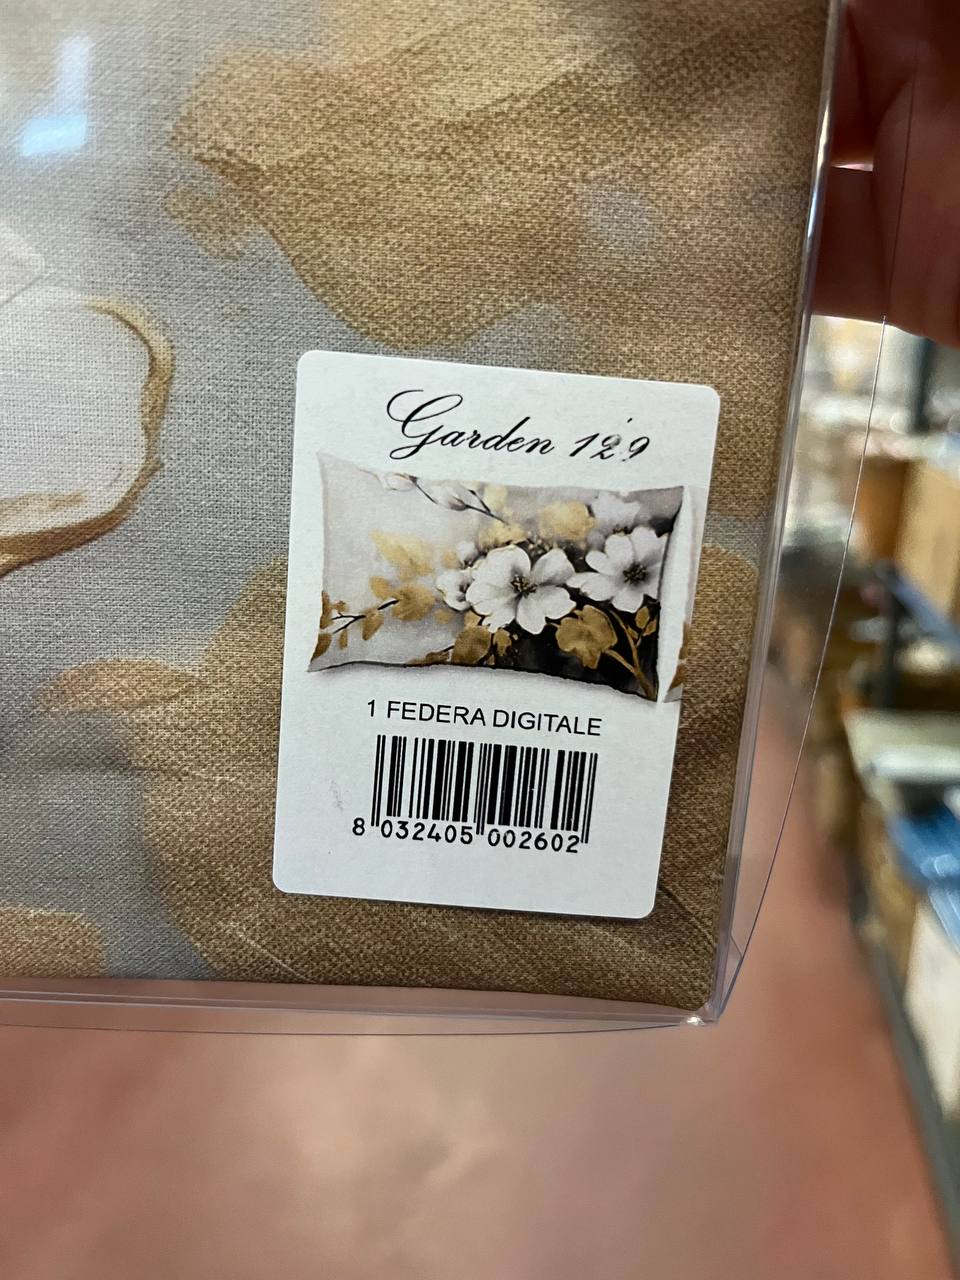 Garden 129
1 FEDERA DIGITALE
8 032405 002602